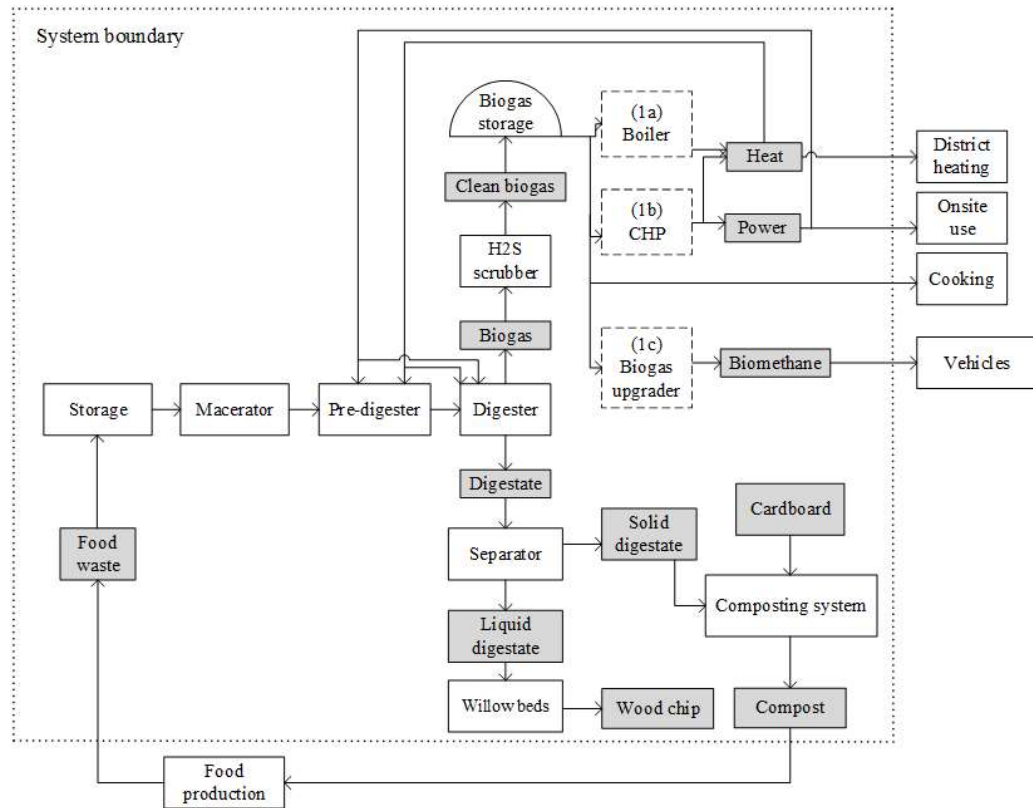 System boundary
Biogas
storage
(1a)
Boiler
Heat
District
heating
Clean biogas
(1b)
CHP
Power
Onsite
use
H2S
scrubber
Cooking
Biogas
(1c)
Biogas
upgrader
Biomethane
Vehicles
Storage
Macerator
Pre-digester
Digester
Digestate
Food
waste
Separator
Solid
digestate
Cardboard
Composting system
Liquid
digestate
Willow beds
Wood chip
Compost
Food
production